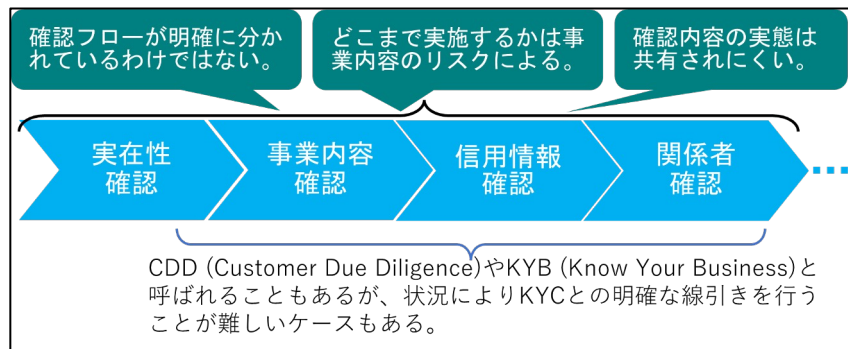 確認フローが明確に分か
れているわけではない。
どこまで実施するかは事
業内容のリスクによる。
確認内容の実態は
共有されにくい。
実在性
確認
事業内容
確認
信用情報
確認
関係者
確認
CDD (Customer Due Diligence)やKYB (Know Your Business)と
呼ばれることもあるが、状況によりKYCとの明確な線引きを行う
ことが難しいケースもある。